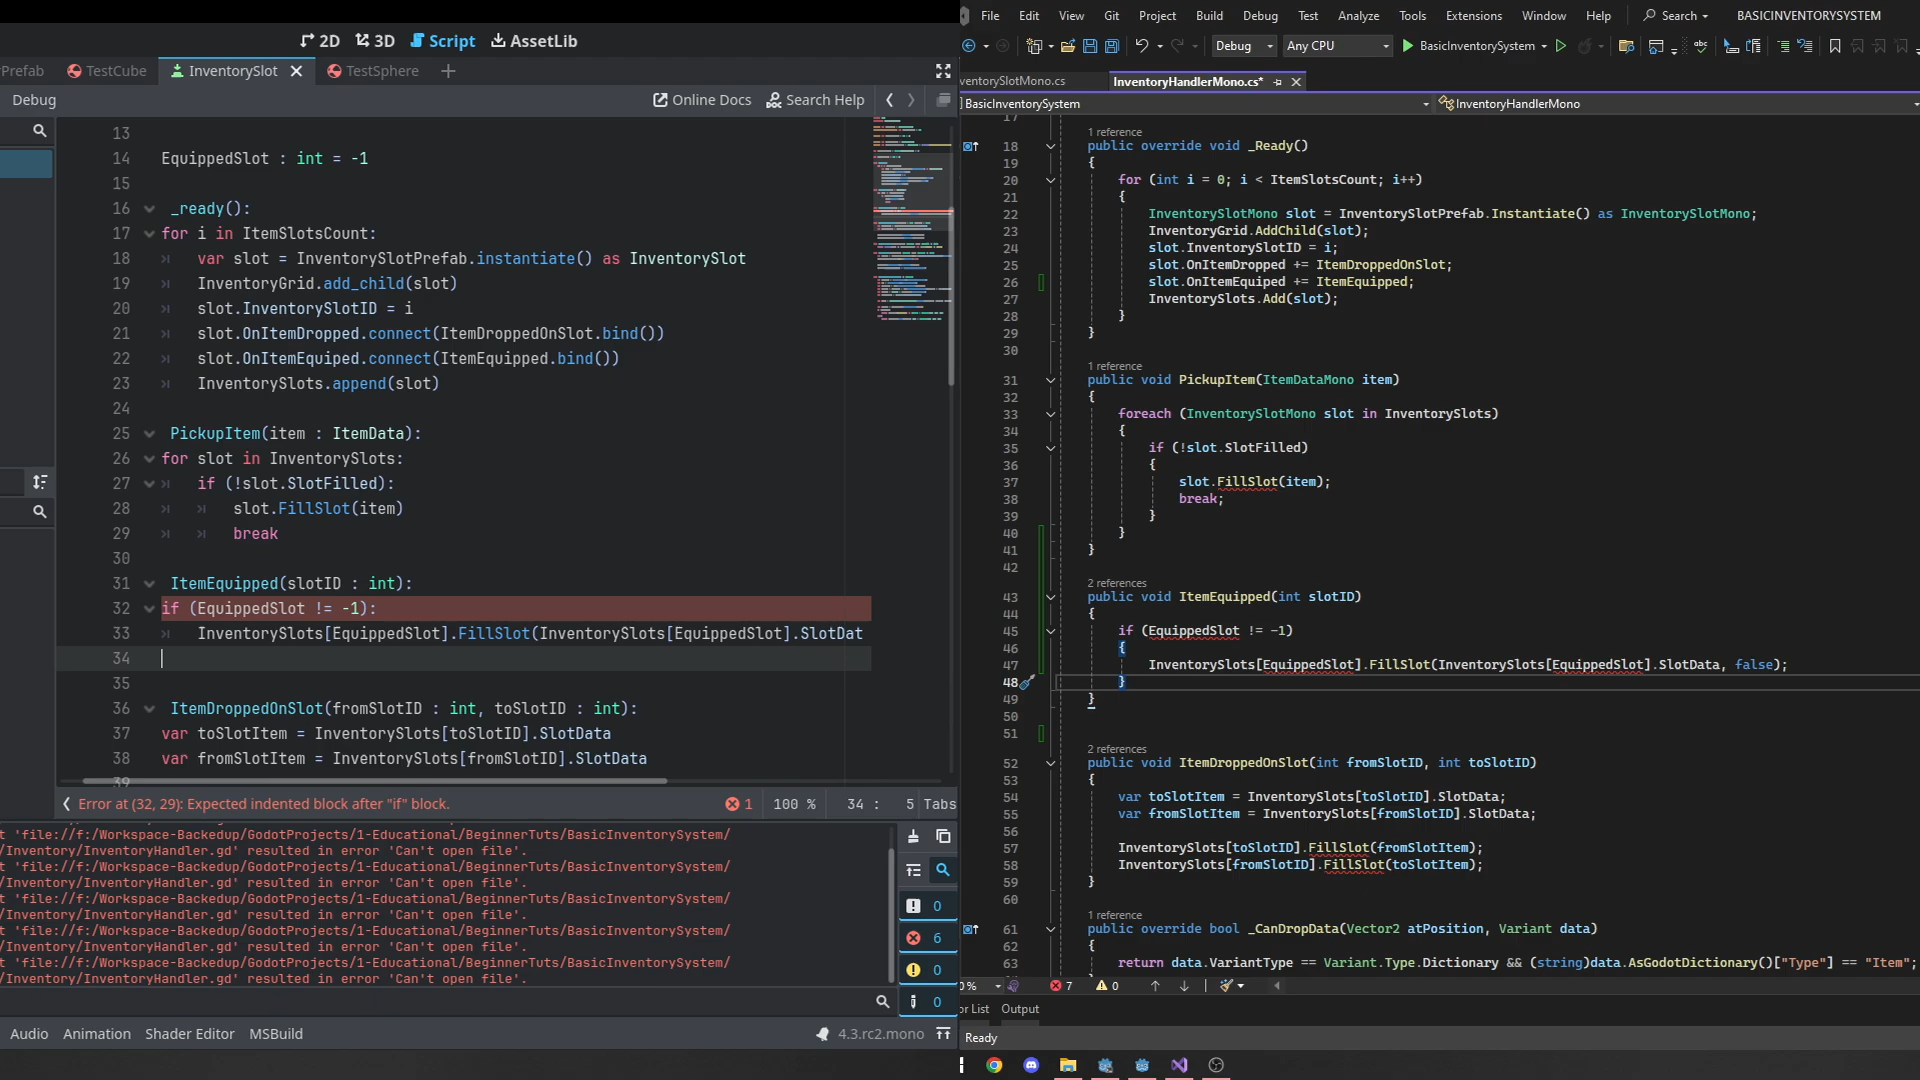 2D 3D Script AssetLib
Prefab TestCube InventorySlot TestSphere
Debug Online Docs Search Help
13
14 EquippedSlot : int = -1
15
16 _ready():
17 for i in ItemSlotsCount:
18 var slot = InventorySlotPrefab.instantiate() as InventorySlot
19 InventoryGrid.add_child(slot)
20 slot.InventorySlotID = i
21 slot.OnItemDropped.connect(ItemDroppedOnSlot.bind())
22 slot.OnItemEquiped.connect(ItemEquipped.bind())
23 InventorySlots.append(slot)
24
25 PickupItem(item : ItemData):
26 for slot in InventorySlots:
27 if (!slot.SlotFilled):
28 slot.FillSlot(item)
29 break
30
31 ItemEquipped(slotID : int):
32 if (EquippedSlot != -1):
33 InventorySlots[EquippedSlot].FillSlot(InventorySlots[EquippedSlot].SlotDat
34
35
36 ItemDroppedOnSlot(fromSlotID : int, toSlotID : int):
37 var toSlotItem = InventorySlots[toSlotID].SlotData
38 var fromSlotItem = InventorySlots[fromSlotID].SlotData
39
Error at (32, 29): Expected indented block after "if" block. 1 100 % 34 : 5 Tabs
t 'file://f:/Workspace-Backedup/GodotProjects/1-Educational/BeginnerTuts/BasicInventorySystem/
/Inventory/InventoryHandler.gd' resulted in error 'Can't open file'.
t 'file://f:/Workspace-Backedup/GodotProjects/1-Educational/BeginnerTuts/BasicInventorySystem/
/Inventory/InventoryHandler.gd' resulted in error 'Can't open file'.
t 'file://f:/Workspace-Backedup/GodotProjects/1-Educational/BeginnerTuts/BasicInventorySystem/
/Inventory/InventoryHandler.gd' resulted in error 'Can't open file'.
t 'file://f:/Workspace-Backedup/GodotProjects/1-Educational/BeginnerTuts/BasicInventorySystem/
/Inventory/InventoryHandler.gd' resulted in error 'Can't open file'.
t 'file://f:/Workspace-Backedup/GodotProjects/1-Educational/BeginnerTuts/BasicInventorySystem/
/Inventory/InventoryHandler.gd' resulted in error 'Can't open file'.
0
6
0
0
Audio Animation Shader Editor MSBuild 4.3.rc2.mono
File Edit View Git Project Build Debug Test Analyze Tools Extensions Window Help Search BASICINVENTORYSYSTEM
Debug Any CPU BasicInventorySystem
ventorySlotMono.cs InventoryHandlerMono.cs*
BasicInventorySystem InventoryHandlerMono
17
1 reference
18 public override void _Ready()
19 {
20 for (int i = 0; i < ItemSlotsCount; i++)
21 {
22 InventorySlotMono slot = InventorySlotPrefab.Instantiate() as InventorySlotMono;
23 InventoryGrid.AddChild(slot);
24 slot.InventorySlotID = i;
25 slot.OnItemDropped += ItemDroppedOnSlot;
26 slot.OnItemEquiped += ItemEquipped;
27 InventorySlots.Add(slot);
28 }
29 }
30
1 reference
31 public void PickupItem(ItemDataMono item)
32 {
33 foreach (InventorySlotMono slot in InventorySlots)
34 {
35 if (!slot.SlotFilled)
36 {
37 slot.FillSlot(item);
38 break;
39 }
40 }
41 }
42
2 references
43 public void ItemEquipped(int slotID)
44 {
45 if (EquippedSlot != -1)
46 {
47 InventorySlots[EquippedSlot].FillSlot(InventorySlots[EquippedSlot].SlotData, false);
48 }
49 }
50
51
2 references
52 public void ItemDroppedOnSlot(int fromSlotID, int toSlotID)
53 {
54 var toSlotItem = InventorySlots[toSlotID].SlotData;
55 var fromSlotItem = InventorySlots[fromSlotID].SlotData;
56
57 InventorySlots[toSlotID].FillSlot(fromSlotItem);
58 InventorySlots[fromSlotID].FillSlot(toSlotItem);
59 }
60
1 reference
61 public override bool _CanDropData(Vector2 atPosition, Variant data)
62 {
63 return data.VariantType == Variant.Type.Dictionary && (string)data.AsGodotDictionary()["Type"] == "Item";
0 % 7 0
or List Output
Ready